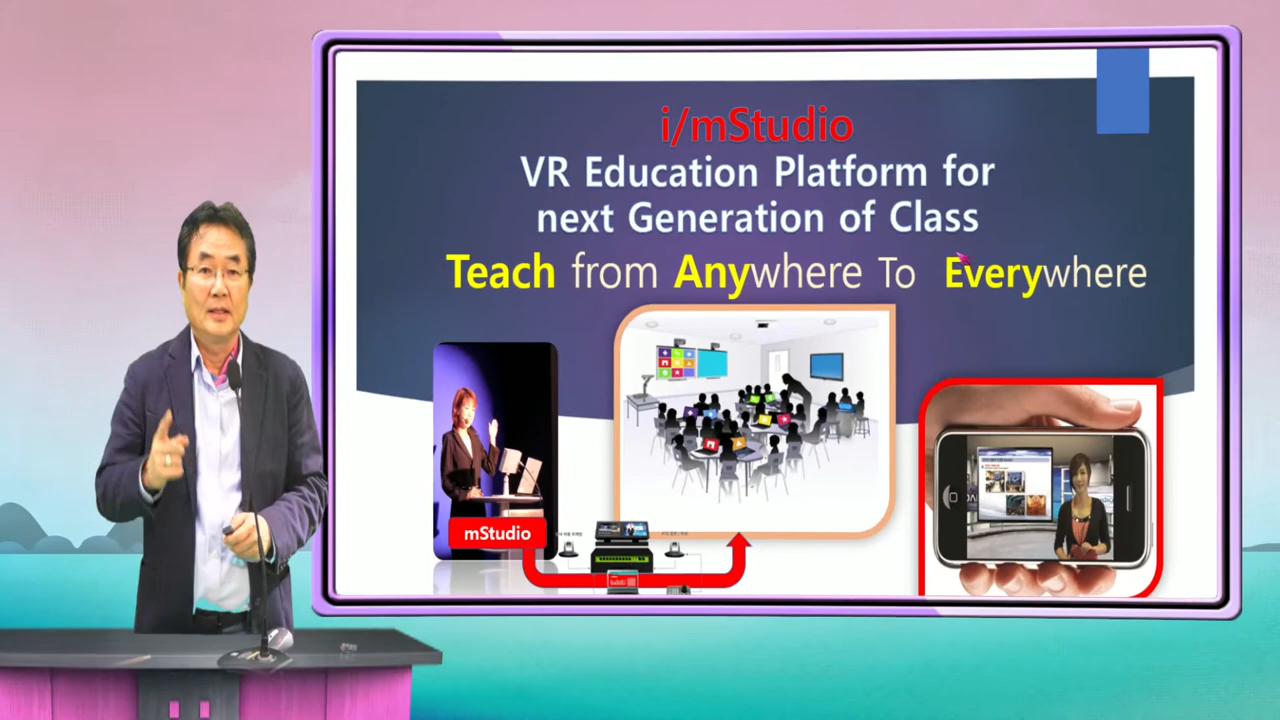 i/mStudio
VR Education Platform for
next Generation of Class
Teach from Anywhere To Everywhere
mStudio